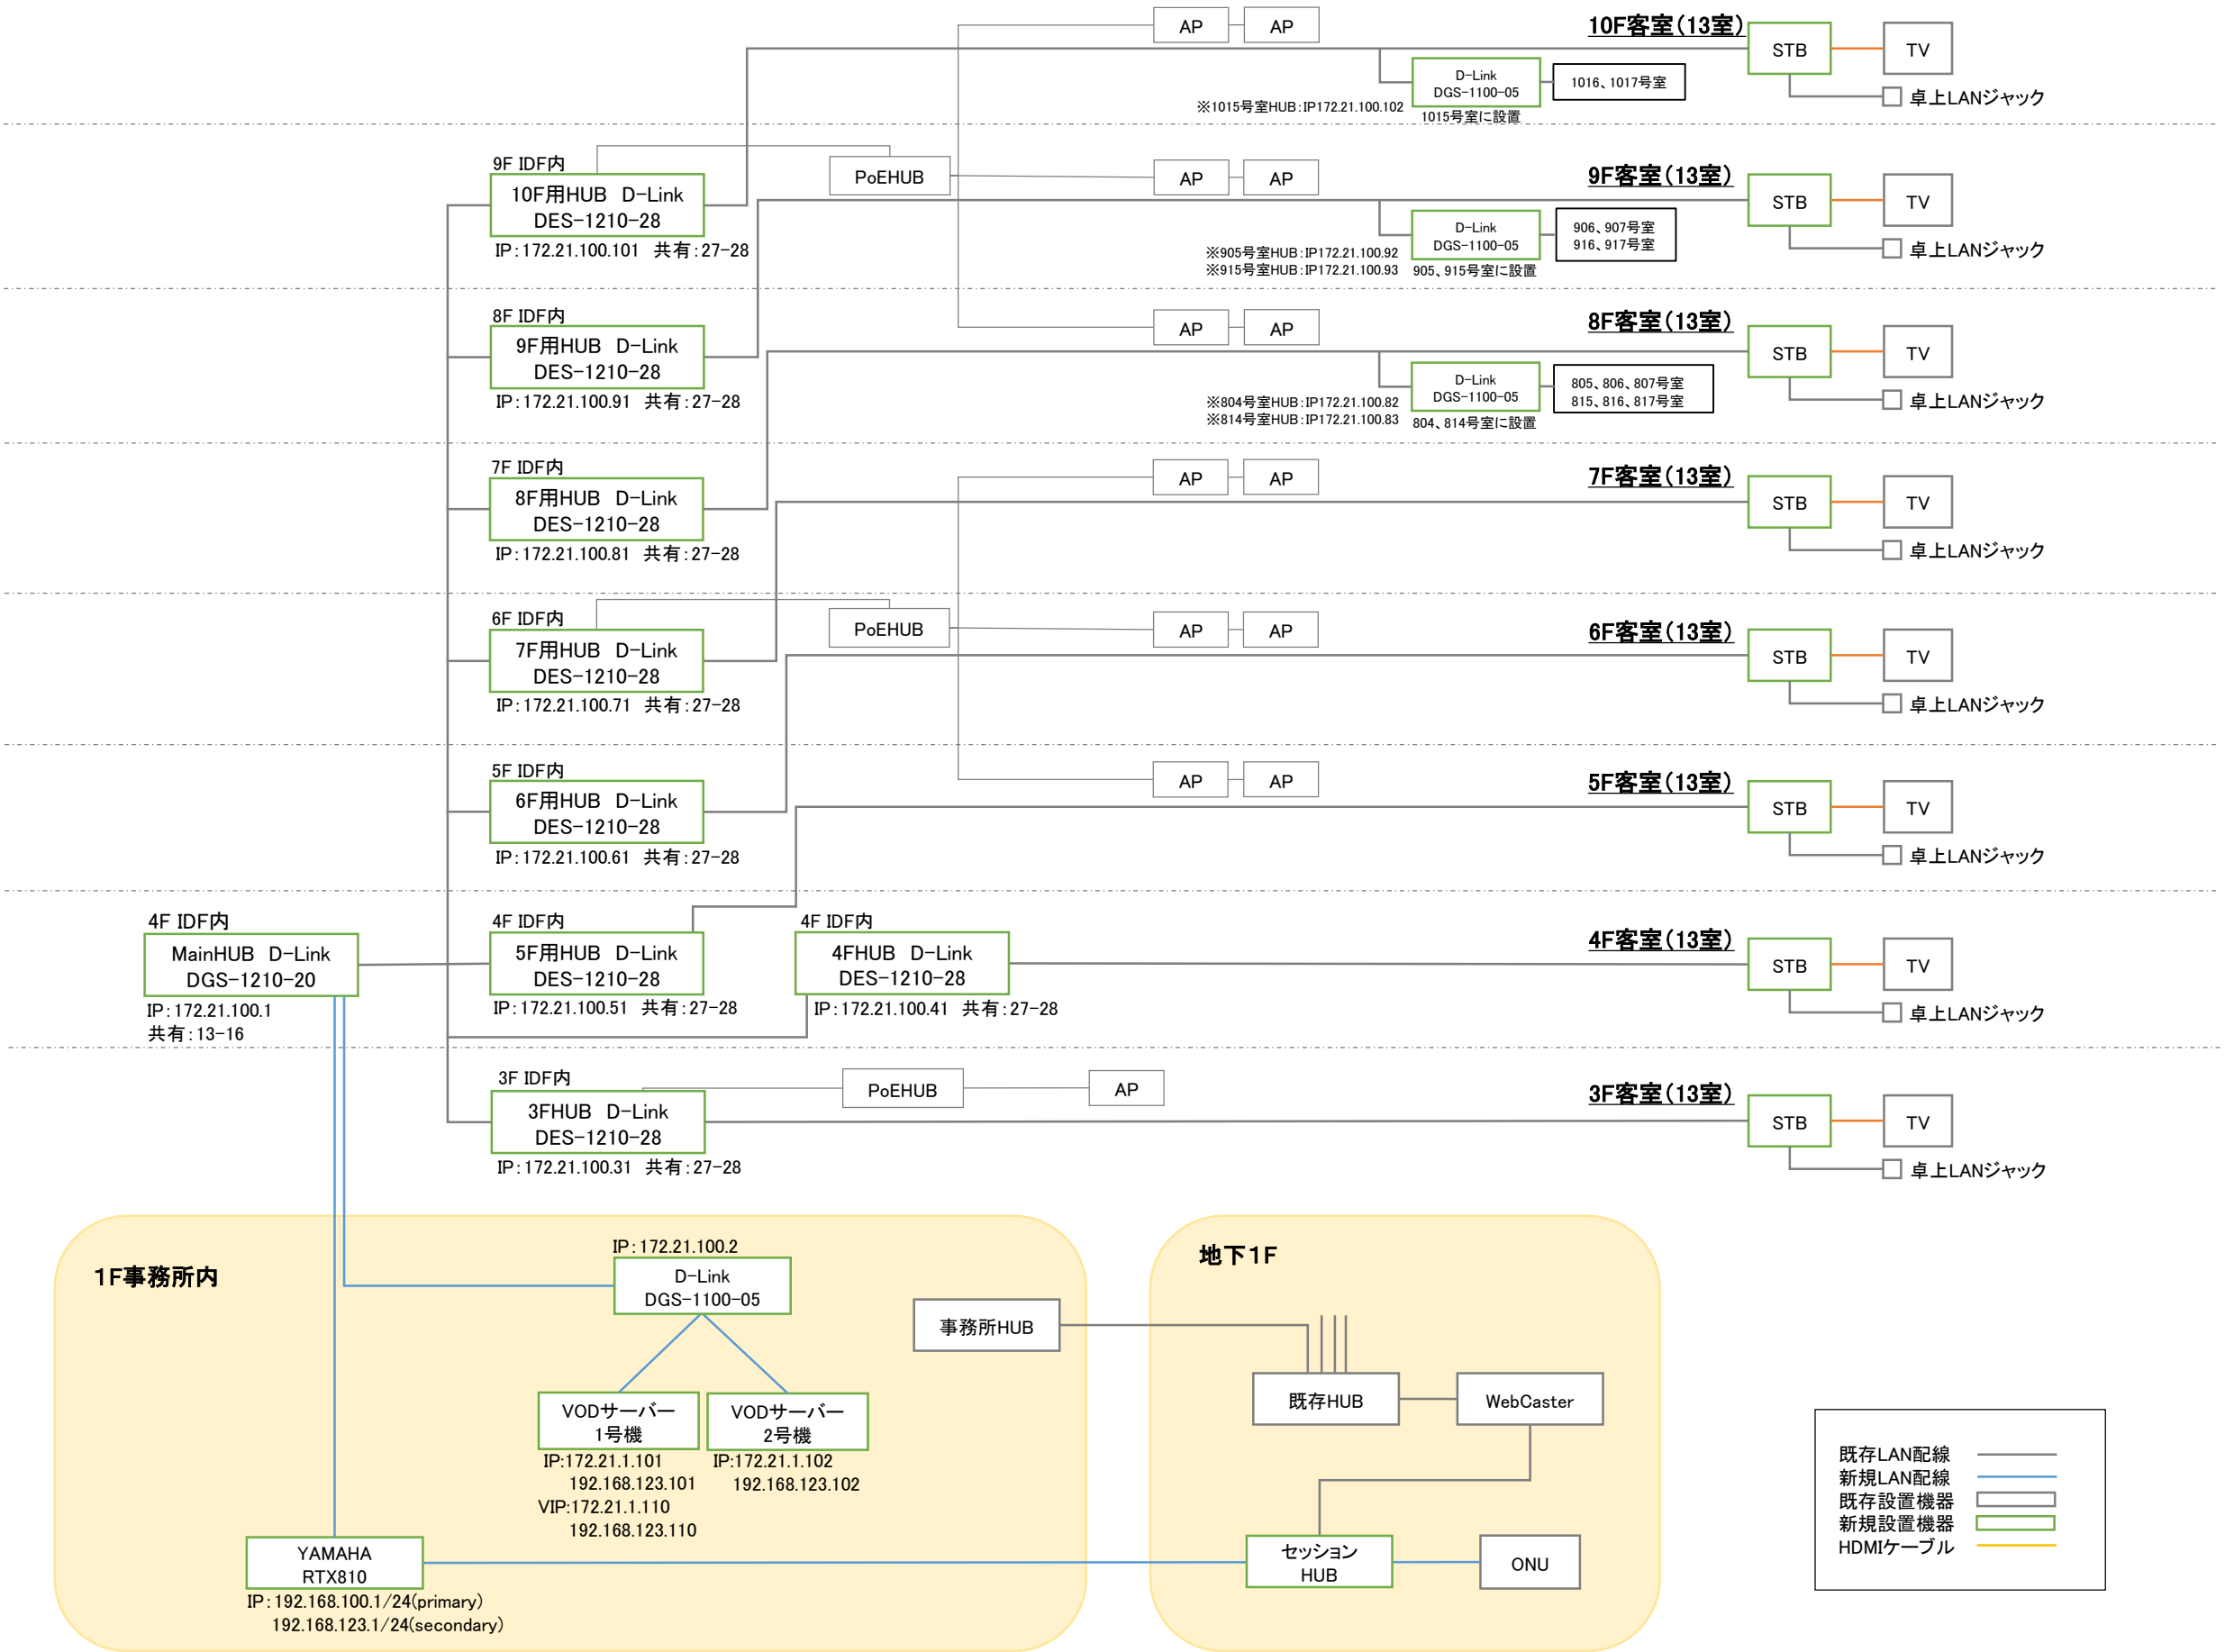 AP
AP
10F客室(13室)
STB
TV
D-Link
DGS-1100-05
1016、1017号室
卓上LANジャック
※1015号室HUB:IP172.21.100.102
1015号室に設置
9F IDF内
10F用HUB D-Link
DES-1210-28
IP:172.21.100.101 共有:27-28
PoEHUB
AP
AP
9F客室(13室)
STB
TV
D-Link
DGS-1100-05
906、907号室
916、917号室
卓上LANジャック
※905号室HUB:IP172.21.100.92
※915号室HUB:IP172.21.100.93
905、915号室に設置
8F IDF内
9F用HUB D-Link
DES-1210-28
IP:172.21.100.91 共有:27-28
AP
AP
8F客室(13室)
STB
TV
D-Link
DGS-1100-05
805、806、807号室
815、816、817号室
卓上LANジャック
※804号室HUB:IP172.21.100.82
※814号室HUB:IP172.21.100.83
804、814号室に設置
7F IDF内
8F用HUB D-Link
DES-1210-28
IP:172.21.100.81 共有:27-28
AP
AP
7F客室(13室)
STB
TV
卓上LANジャック
6F IDF内
7F用HUB D-Link
DES-1210-28
IP:172.21.100.71 共有:27-28
PoEHUB
AP
AP
6F客室(13室)
STB
TV
卓上LANジャック
5F IDF内
6F用HUB D-Link
DES-1210-28
IP:172.21.100.61 共有:27-28
AP
AP
5F客室(13室)
STB
TV
卓上LANジャック
4F IDF内
MainHUB D-Link
DGS-1210-20
IP:172.21.100.1
共有:13-16
4F IDF内
5F用HUB D-Link
DES-1210-28
IP:172.21.100.51 共有:27-28
4F IDF内
4FHUB D-Link
DES-1210-28
IP:172.21.100.41 共有:27-28
4F客室(13室)
STB
TV
卓上LANジャック
3F IDF内
3FHUB D-Link
DES-1210-28
IP:172.21.100.31 共有:27-28
PoEHUB
AP
3F客室(13室)
STB
TV
卓上LANジャック
1F事務所内
IP:172.21.100.2
D-Link
DGS-1100-05
事務所HUB
VODサーバー
1号機
IP:172.21.1.101
192.168.123.101
VIP:172.21.1.110
192.168.123.110
VODサーバー
2号機
IP:172.21.1.102
192.168.123.102
YAMAHA
RTX810
IP:192.168.100.1/24(primary)
192.168.123.1/24(secondary)
地下1F
既存HUB
WebCaster
セッション
HUB
ONU
既存LAN配線
新規LAN配線
既存設置機器
新規設置機器
HDMIケーブル